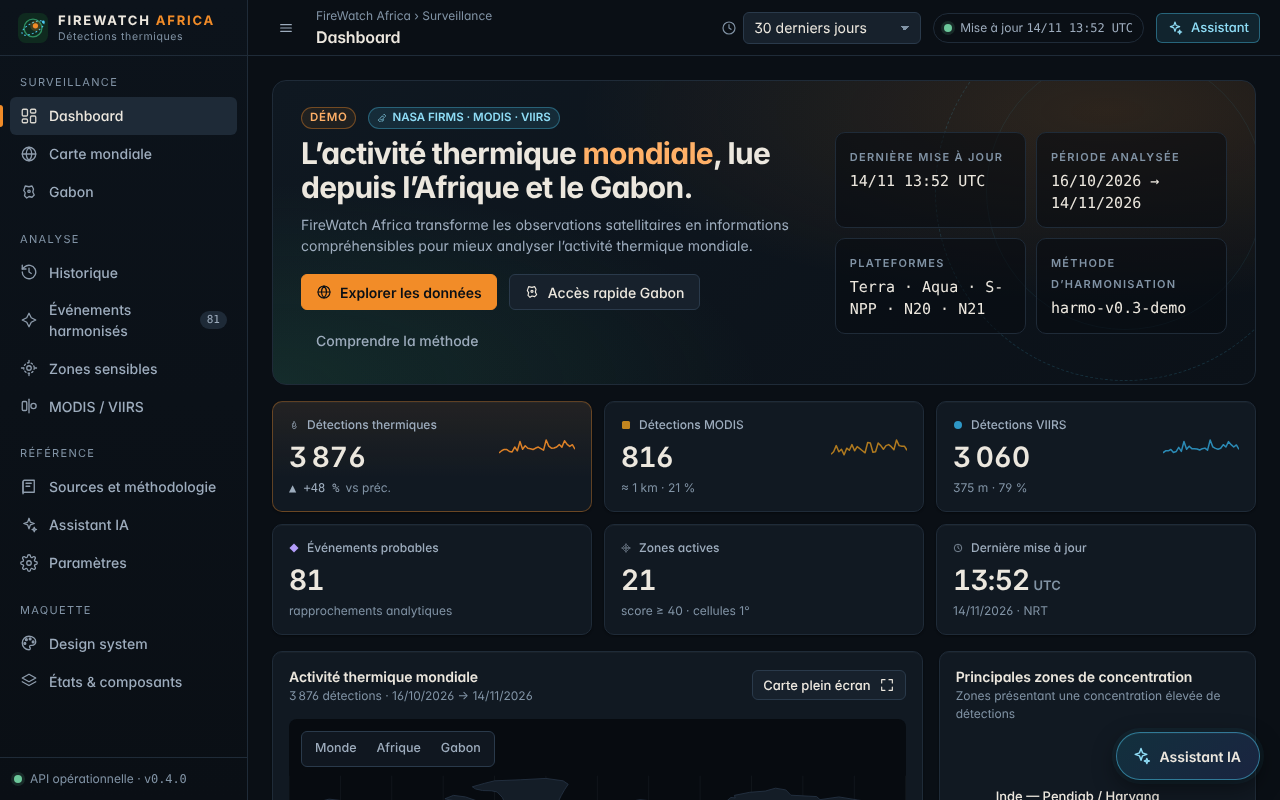 FIREWATCH AFRICA
Détections thermiques
SURVEILLANCE
Dashboard
Carte mondiale
Gabon
ANALYSE
Historique
Événements
harmonisés
81
Zones sensibles
MODIS / VIIRS
RÉFÉRENCE
Sources et méthodologie
Assistant IA
Paramètres
MAQUETTE
Design system
États & composants
API opérationnelle · v0.4.0
FireWatch Africa › Surveillance
Dashboard
30 derniers jours
Mise à jour 14/11 13:52 UTC
Assistant
DÉMO
NASA FIRMS · MODIS · VIIRS
L’activité thermique mondiale, lue
depuis l’Afrique et le Gabon.
FireWatch Africa transforme les observations satellitaires en informations
compréhensibles pour mieux analyser l’activité thermique mondiale.
Explorer les données
Accès rapide Gabon
Comprendre la méthode
DERNIÈRE MISE À JOUR
14/11 13:52 UTC
PÉRIODE ANALYSÉE
16/10/2026 →
14/11/2026
PLATEFORMES
Terra · Aqua · S-
NPP · N20 · N21
MÉTHODE
D’HARMONISATION
harmo-v0.3-demo
Détections thermiques
3 876
▲ +48 % vs préc.
Détections MODIS
816
≈ 1 km · 21 %
Détections VIIRS
3 060
375 m · 79 %
Événements probables
81
rapprochements analytiques
Zones actives
21
score ≥ 40 · cellules 1°
Dernière mise à jour
13:52 UTC
14/11/2026 · NRT
Activité thermique mondiale
3 876 détections · 16/10/2026 → 14/11/2026
Carte plein écran
Monde
Afrique
Gabon
Principales zones de concentration
Zones présentant une concentration élevée de
détections
Inde — Pendjab / Haryana
Assistant IA